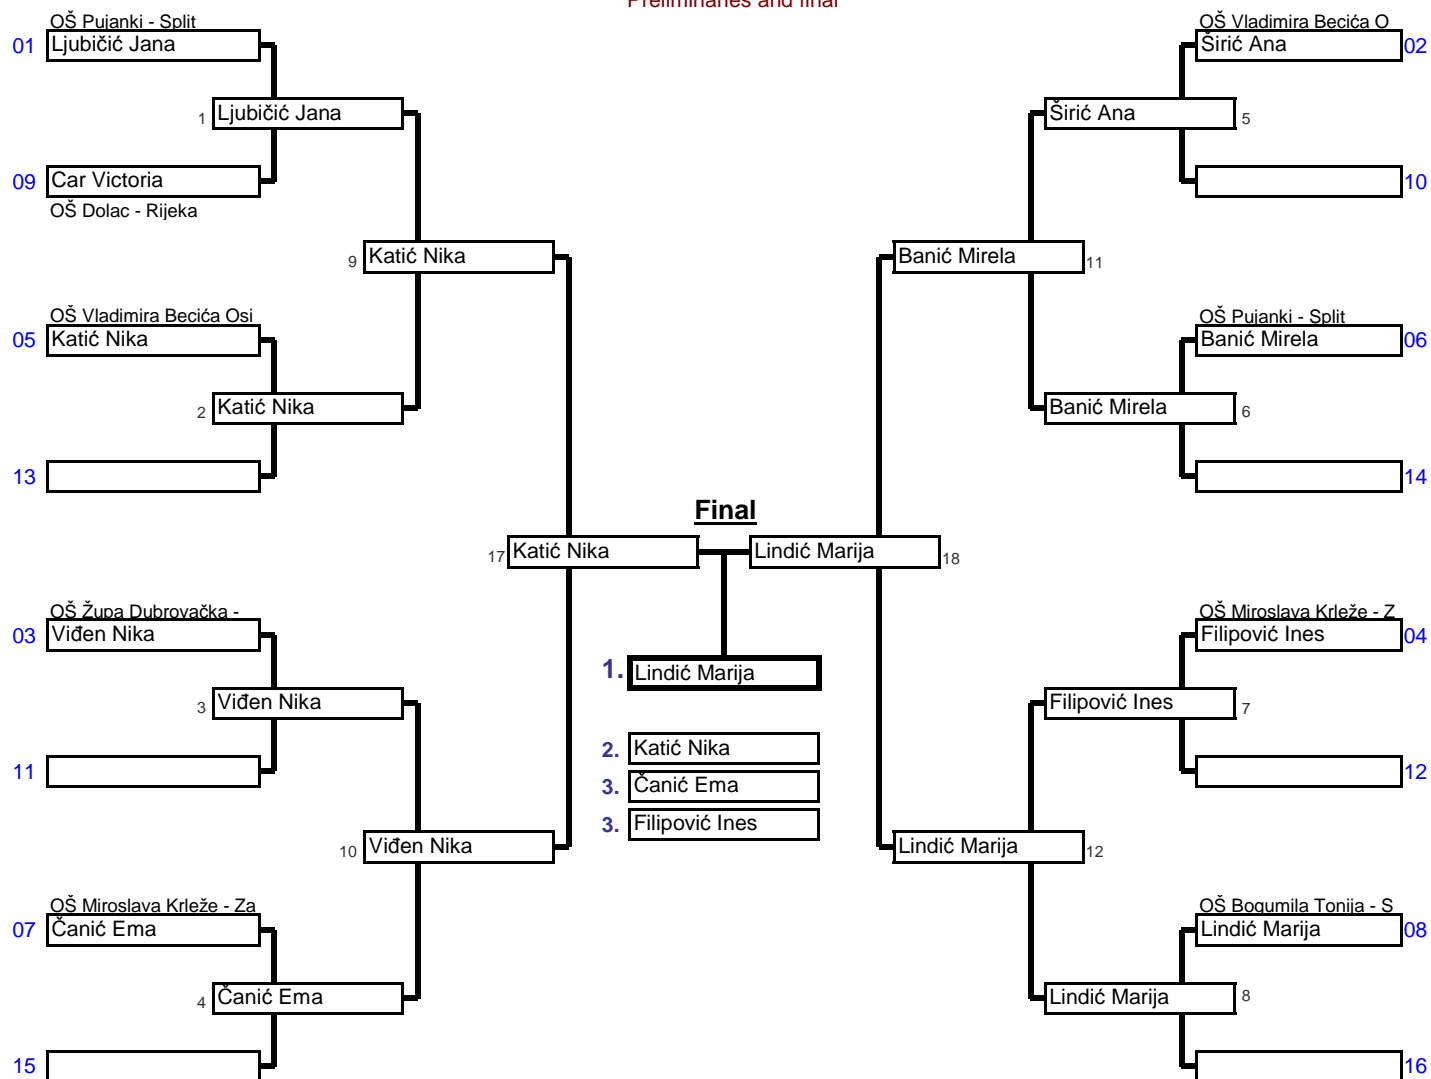 Preliminaries and final
OŠ Pujanki - Split
01 Ljubičić Jana
1 Ljubičić Jana
09 Car Victoria
OŠ Dolac - Rijeka
9 Katić Nika
OŠ Vladimira Becića Osi
05 Katić Nika
2 Katić Nika
13
17 Katić Nika
OŠ Župa Dubrovačka -
03 Viđen Nika
3 Viđen Nika
11
10 Viđen Nika
OŠ Miroslava Krleže - Za
07 Čanić Ema
4 Čanić Ema
15
Final
1. Lindić Marija
2. Katić Nika
3. Čanić Ema
3. Filipović Ines
OŠ Vladimira Becića O
Širić Ana 02
Širić Ana 5
10
Banić Mirela 11
OŠ Pujanki - Split
Banić Mirela 06
Banić Mirela 6
14
Lindić Marija 18
OŠ Miroslava Krleže - Z
Filipović Ines 04
Filipović Ines 7
12
Lindić Marija 12
OŠ Bogumila Tonija - S
Lindić Marija 08
Lindić Marija 8
16